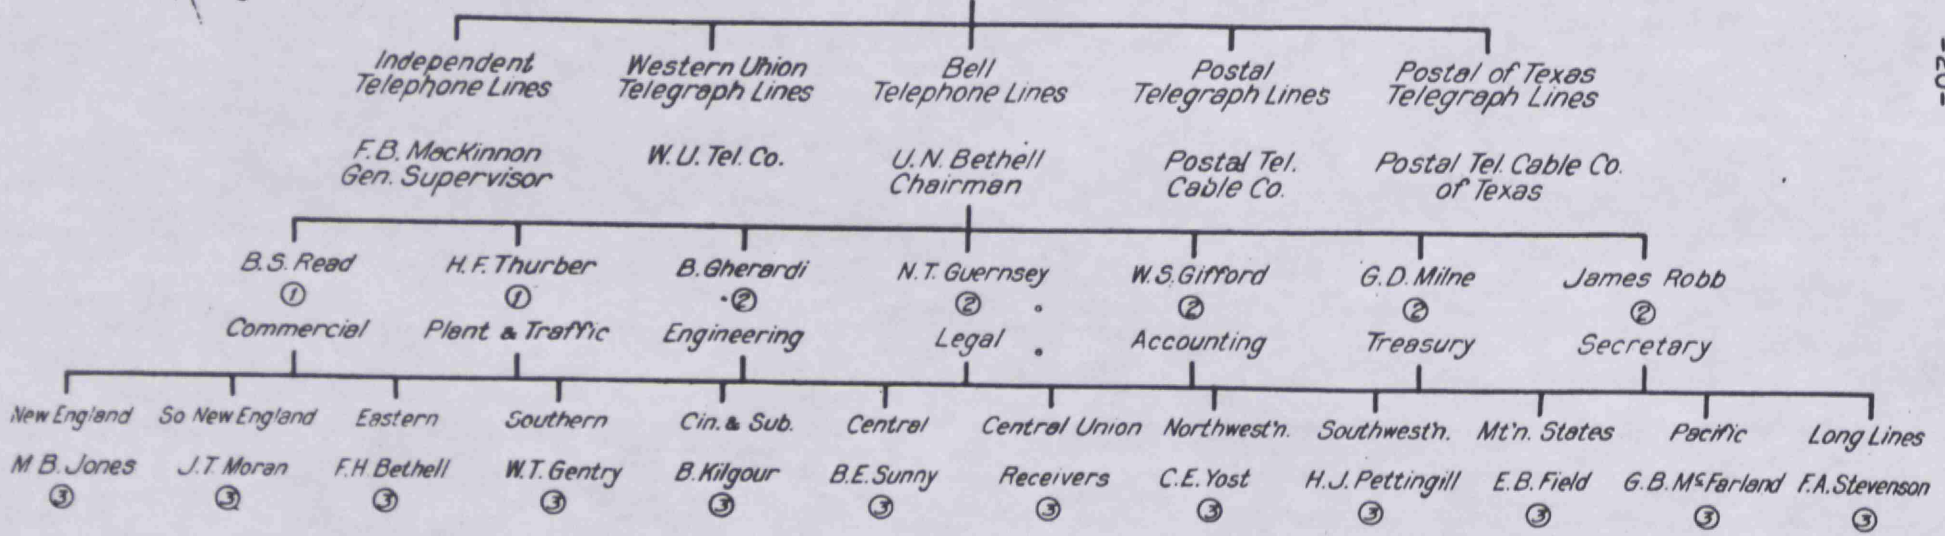 -20-
Independent Western Union Bell Postal Postal of Texas
Telephone Lines Telegraph Lines Telephone Lines Telegraph Lines Telegraph Lines
F.B. MacKinnon W.U. Tel. Co. U.N. Bethell Postal Tel. Postal Tel. Cable Co.
Gen. Supervisor Chairman Cable Co. of Texas
B.S. Read H.F. Thurber B. Gherardi N.T. Guernsey W.S. Gifford G.D. Milne James Robb
① ① ② ② ② ② ②
Commercial Plant & Traffic Engineering Legal Accounting Treasury Secretary
New England So New England Eastern Southern Cin. & Sub. Central Central Union Northwest'n. Southwest'n. Mt'n. States Pacific Long Lines
M B. Jones J.T. Moran F.H. Bethell W.T. Gentry B. Kilgour B.E. Sunny Receivers C.E. Yost H.J. Pettingill E.B. Field G.B. McFarland F.A. Stevenson
③ ③ ③ ③ ③ ③ ③ ③ ③ ③ ③ ③